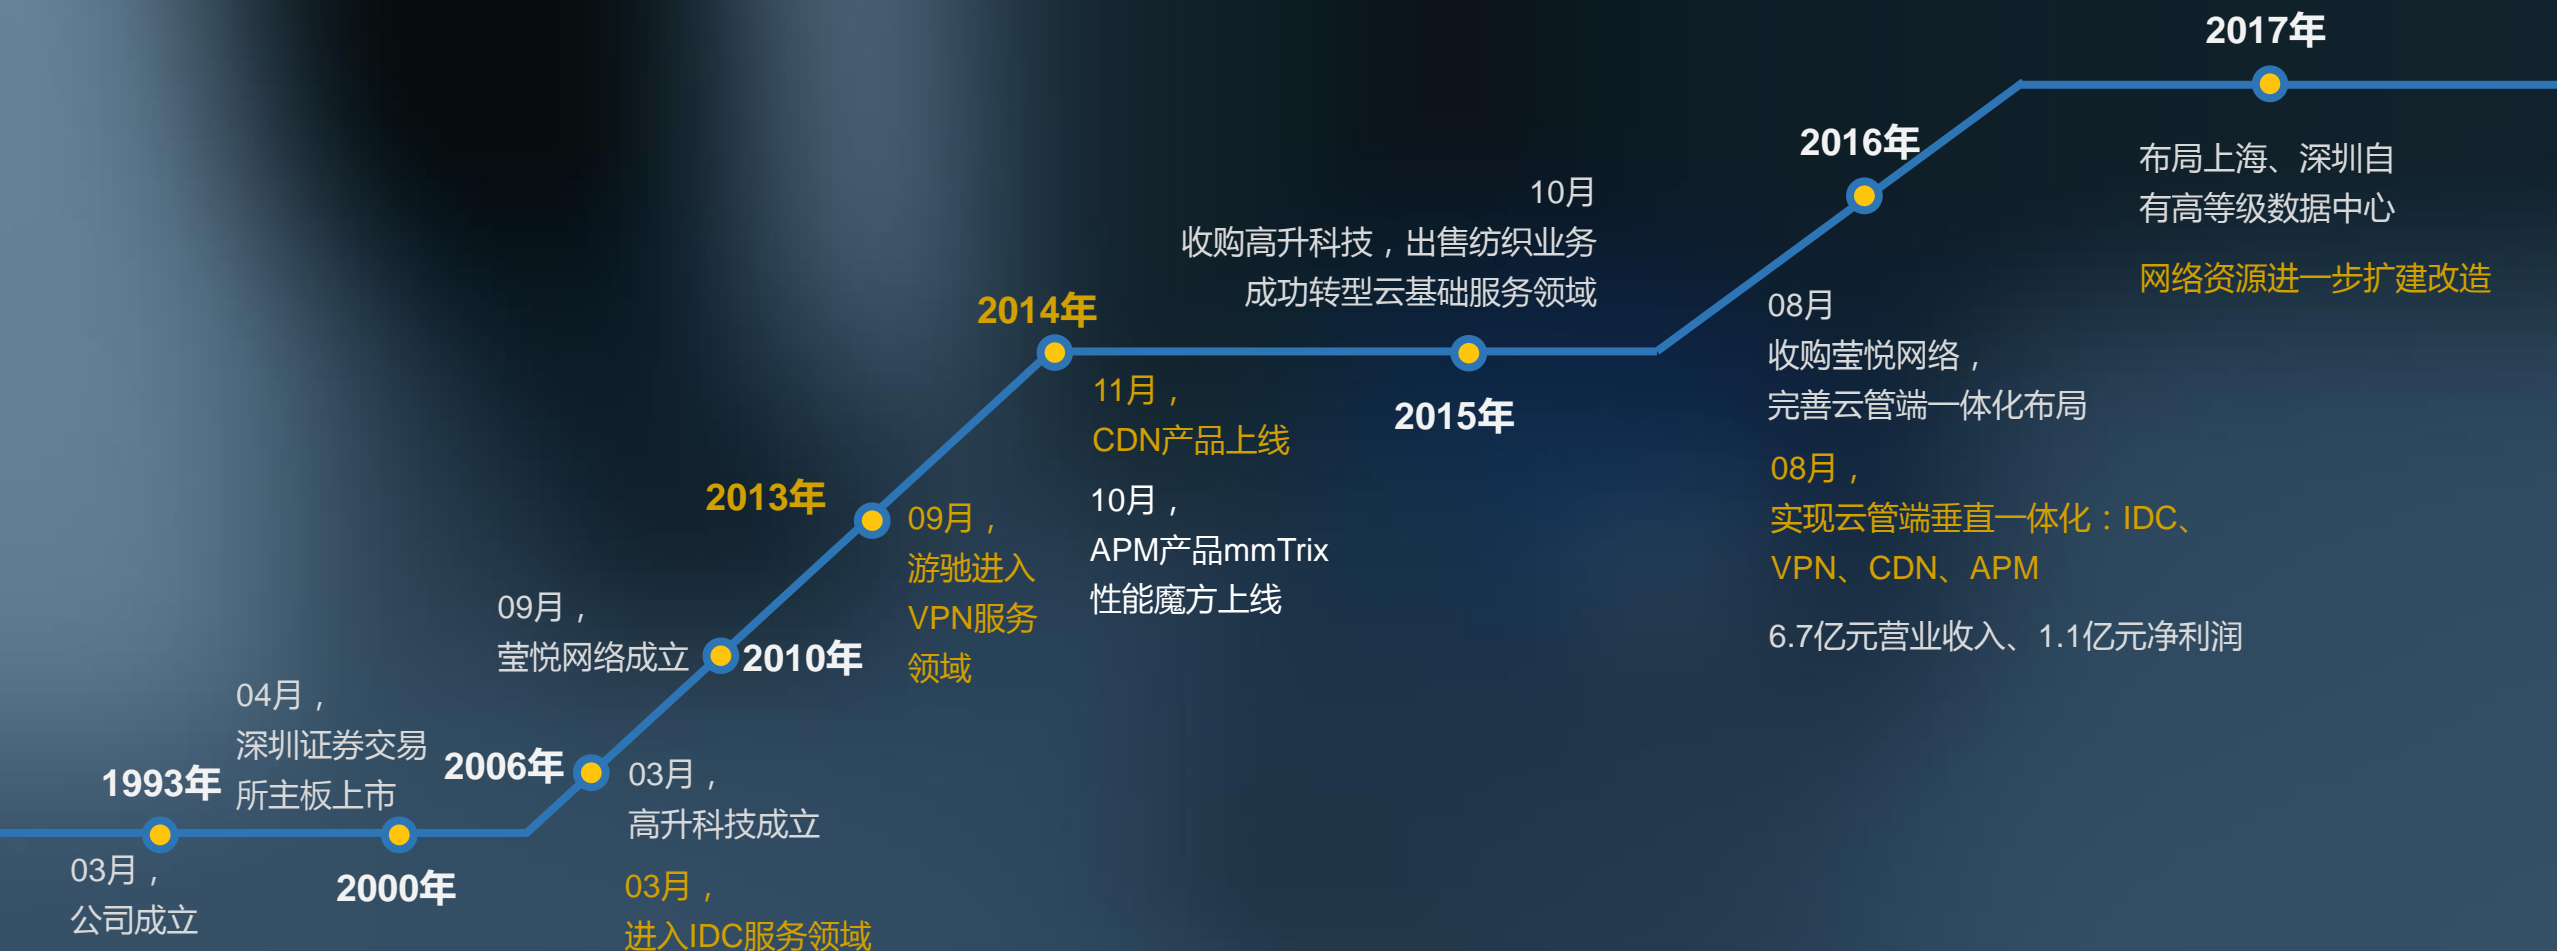 1993年
03月，
公司成立
04月，
深圳证券交易
所主板上市
2000年
2006年
03月，
高升科技成立
03月，
进入IDC服务领域
09月，
莹悦网络成立
2010年
2013年
09月，
游驰进入
VPN服务
领域
2014年
11月，
CDN产品上线
10月，
APM产品mmTrix
性能魔方上线
10月
收购高升科技，出售纺织业务
成功转型云基础服务领域
2015年
2016年
08月
收购莹悦网络，
完善云管端一体化布局
08月，
实现云管端垂直一体化：IDC、
VPN、CDN、APM
6.7亿元营业收入、1.1亿元净利润
2017年
布局上海、深圳自
有高等级数据中心
网络资源进一步扩建改造